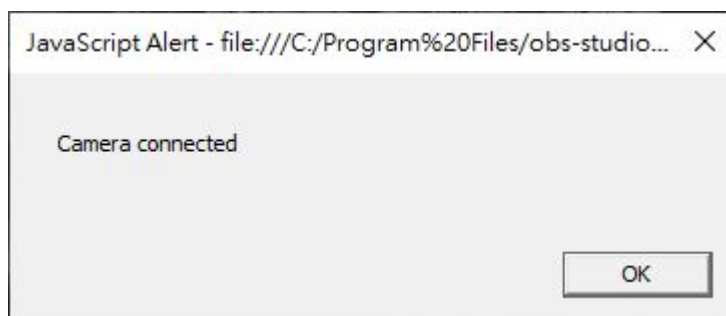 JavaScript Alert - file:///C:/Program%20Files/obs-studio...
Camera connected
OK